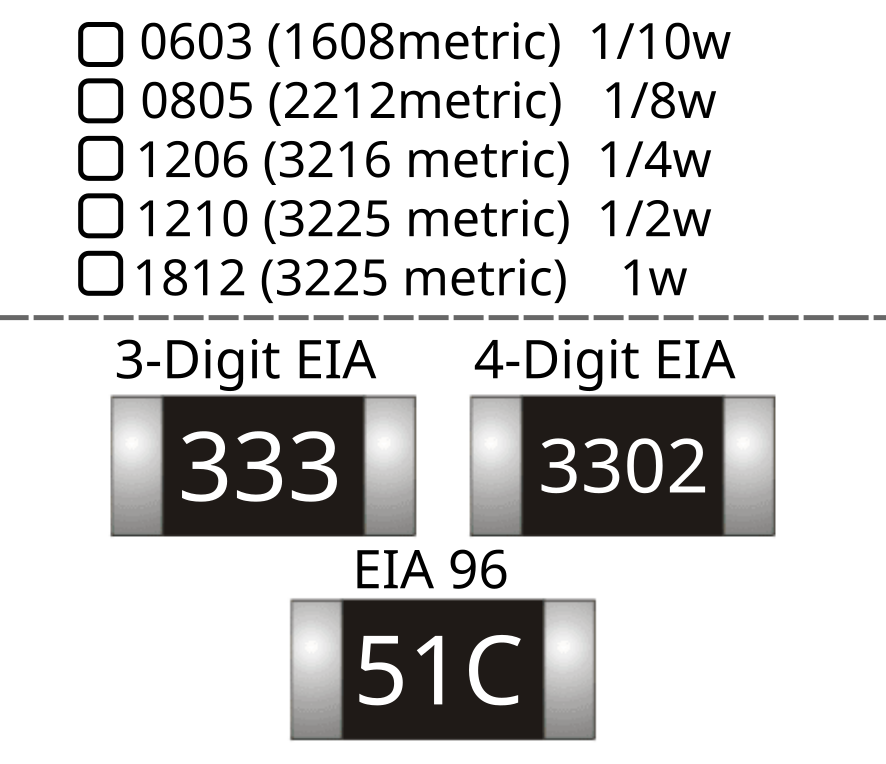 0603 (1608metric) 1/10w
0805 (2212metric) 1/8w
1206 (3216 metric) 1/4w
1210 (3225 metric) 1/2w
1812 (3225 metric) 1w
3-Digit EIA
4-Digit EIA
333
3302
EIA 96
51C